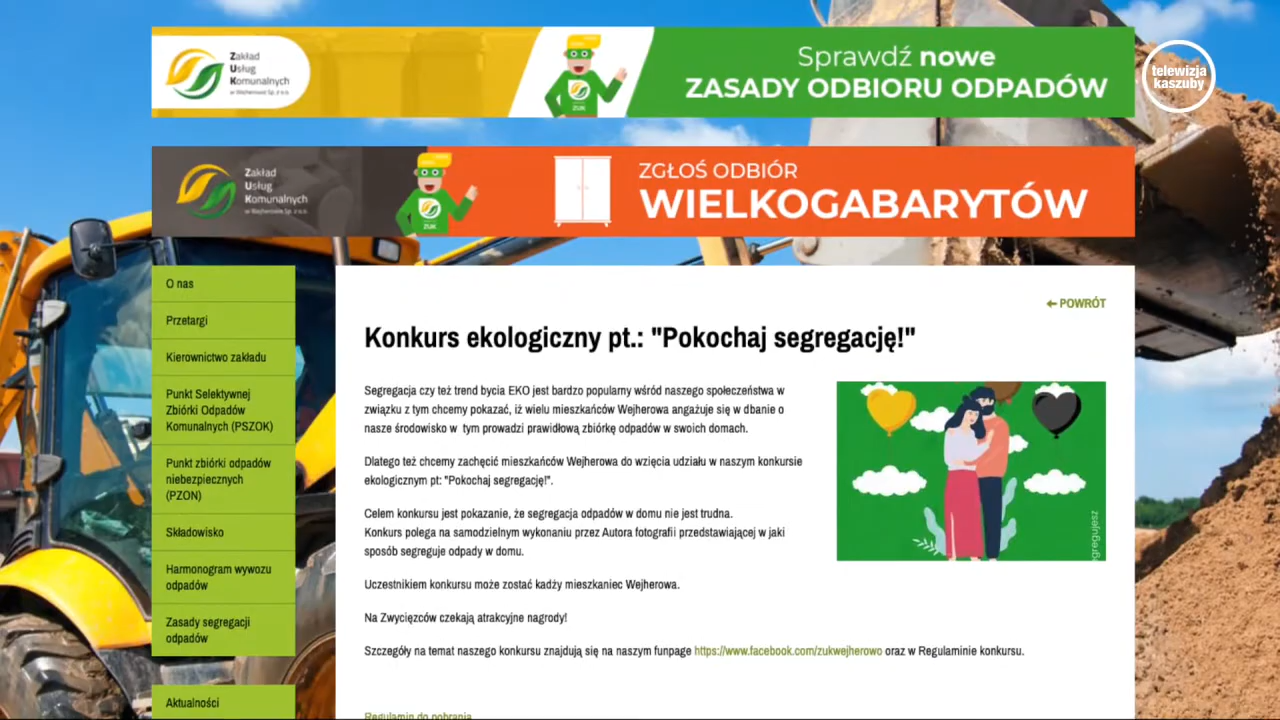 Zakład
Usług
Komunalnych
w Wejherowie Sp. z o.o.
ZUK
Sprawdź nowe
ZASADY ODBIORU ODPADÓW
telewizja
kaszuby
Zakład
Usług
Komunalnych
w Wejherowie Sp. z o.o.
ZUK
ZGŁOŚ ODBIÓR
WIELKOGABARYTÓW
O nas
Przetargi
Kierownictwo zakładu
Punkt Selektywnej
Zbiórki Odpadów
Komunalnych (PSZOK)
Punkt zbiórki odpadów
niebezpiecznych
(PZON)
Składowisko
Harmonogram wywozu
odpadów
Zasady segregacji
odpadów
Aktualności
POWRÓT
Konkurs ekologiczny pt.: "Pokochaj segregację!"
Segregacja czy też trend bycia EKO jest bardzo popularny wśród naszego społeczeństwa w
związku z tym chcemy pokazać, iż wielu mieszkańców Wejherowa angażuje się w dbanie o
nasze środowisko w tym prowadzi prawidłową zbiórkę odpadów w swoich domach.
Dlatego też chcemy zachęcić mieszkańców Wejherowa do wzięcia udziału w naszym konkursie
ekologicznym pt: "Pokochaj segregację!".
Celem konkursu jest pokazanie, że segregacja odpadów w domu nie jest trudna.
Konkurs polega na samodzielnym wykonaniu przez Autora fotografii przedstawiającej w jaki
sposób segreguje odpady w domu.
Uczestnikiem konkursu może zostać kadży mieszkaniec Wejherowa.
Na Zwycięzców czekają atrakcyjne nagrody!
Szczegóły na temat naszego konkursu znajdują się na naszym funpage https://www.facebook.com/zukwejherowo oraz w Regulaminie konkursu.
Regulamin do pobrania